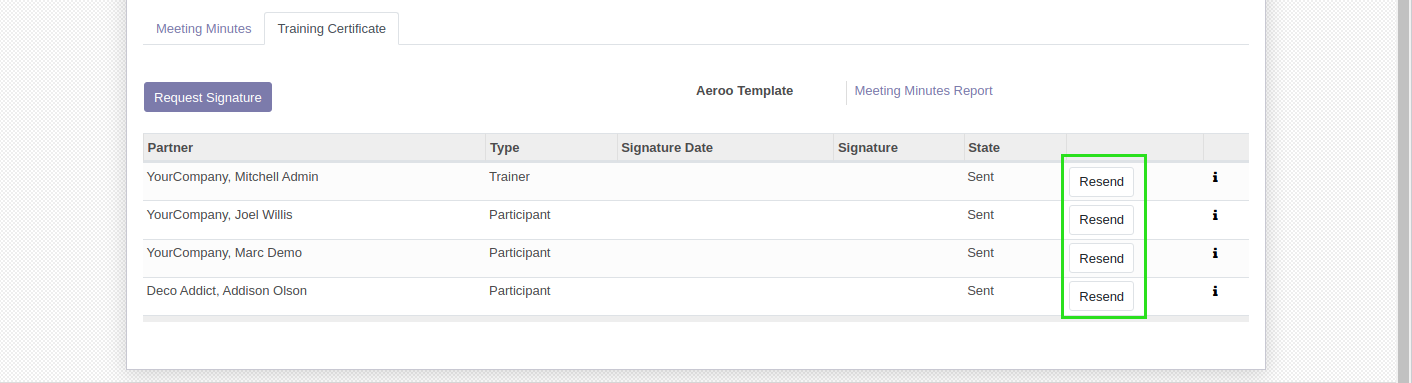 Meeting Minutes Training Certificate
Request Signature Aeroo Template Meeting Minutes Report
Partner Type Signature Date Signature State
YourCompany, Mitchell Admin Trainer Sent Resend
YourCompany, Joel Willis Participant Sent Resend
YourCompany, Marc Demo Participant Sent Resend
Deco Addict, Addison Olson Participant Sent Resend